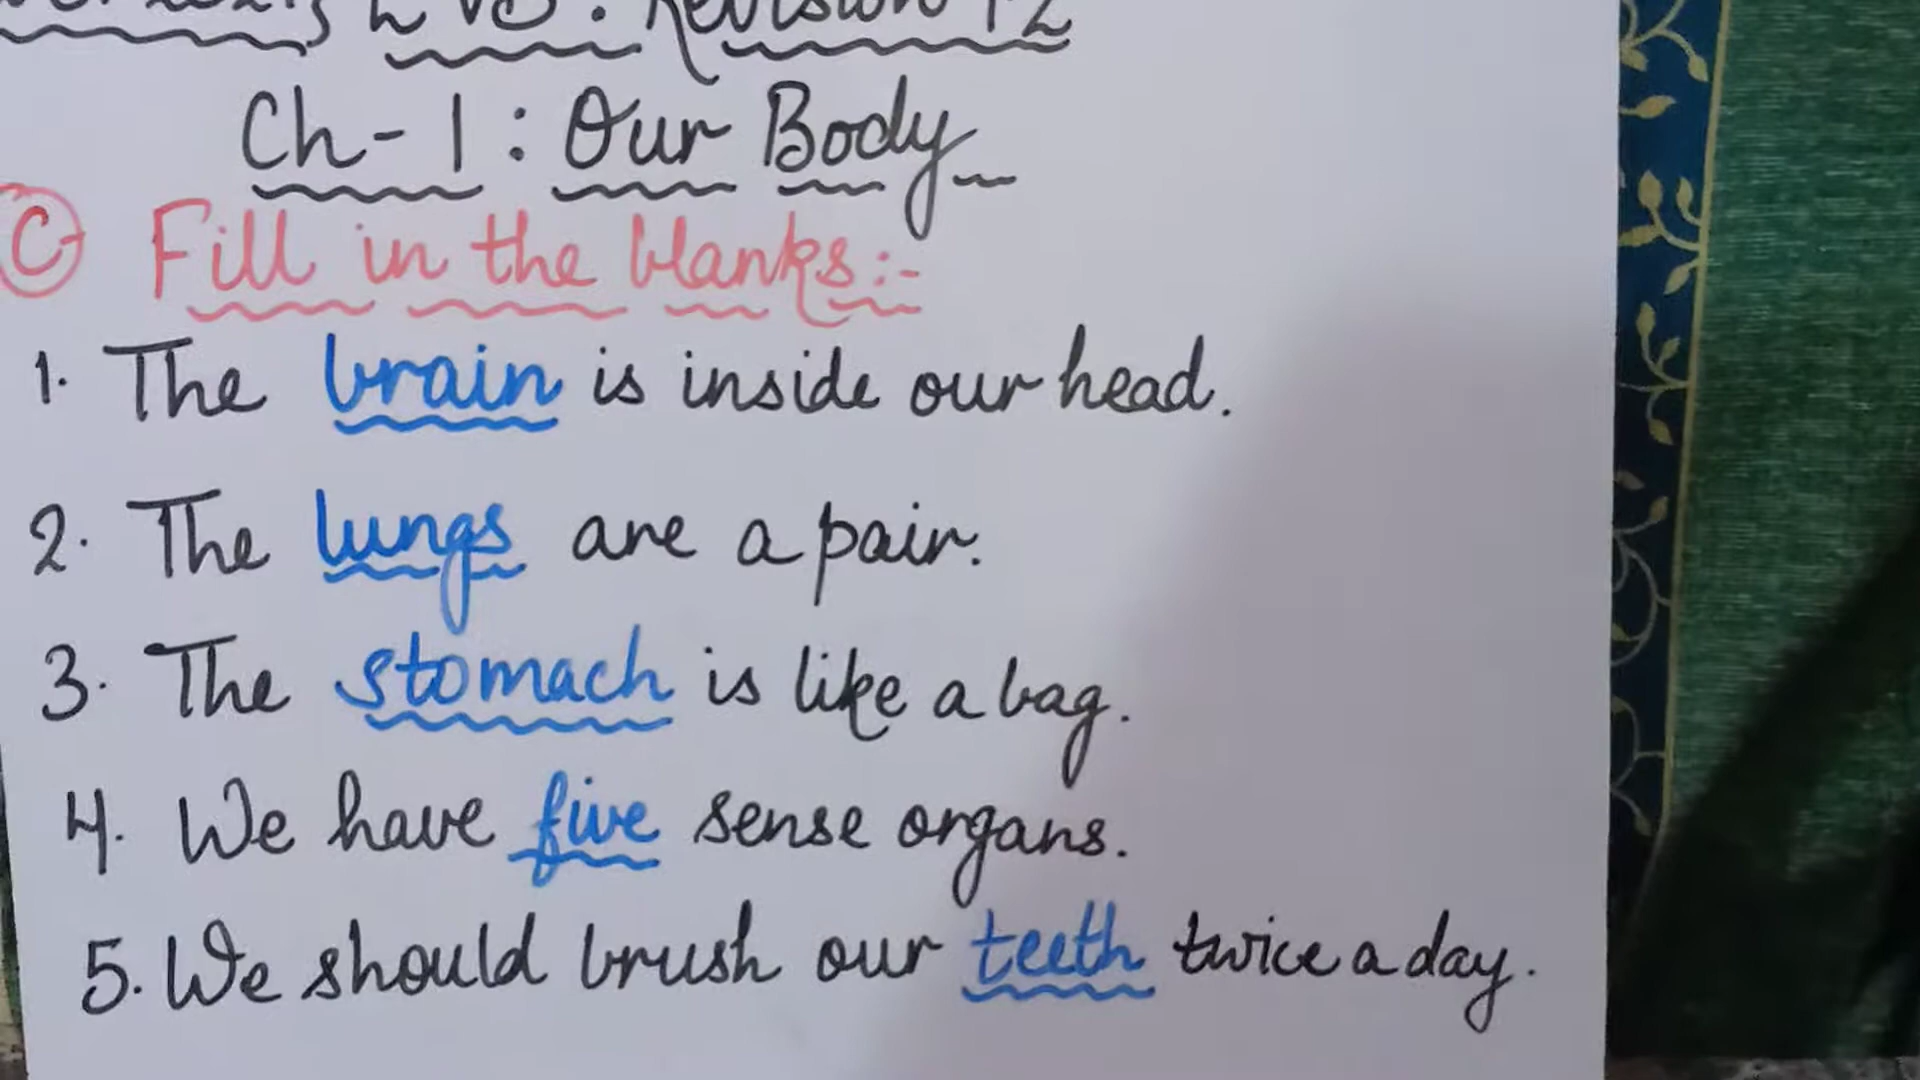 EVS : Revision
Ch-1 : Our Body
C Fill in the blanks:-
1. The brain is inside our head.
2. The lungs are a pair.
3. The stomach is like a bag.
4. We have five sense organs.
5. We should brush our teeth twice a day.